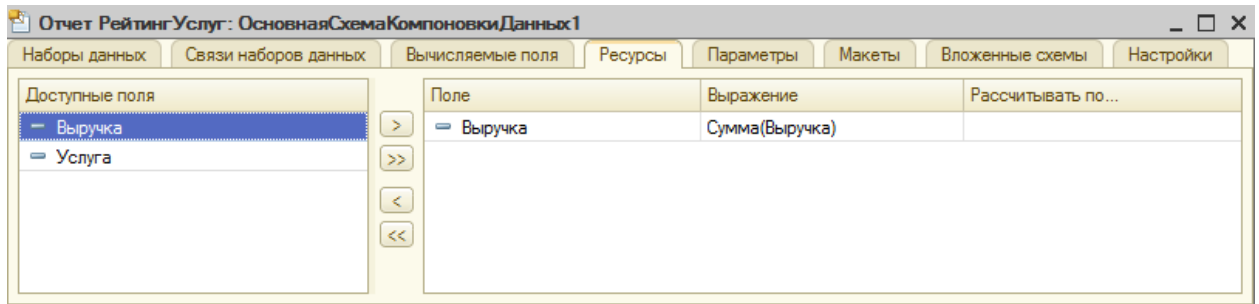 Отчет РейтингУслуг: ОсновнаяСхемаКомпоновкиДанных1
Наборы данных Связи наборов данных Вычисляемые поля Ресурсы Параметры Макеты Вложенные схемы Настройки
Доступные поля
Выручка
Услуга
>
>>
<
<<
Поле Выражение Рассчитывать по...
Выручка Сумма(Выручка)